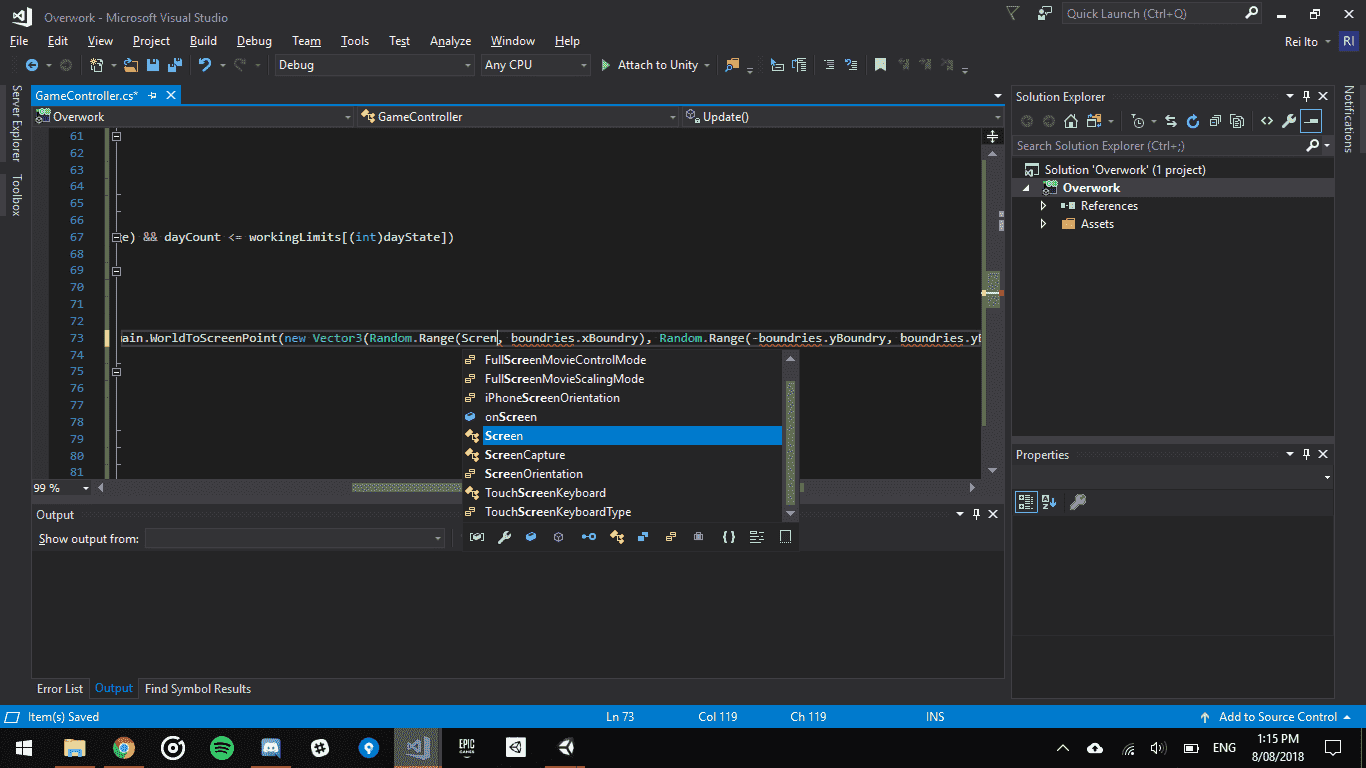 Overwork - Microsoft Visual Studio
Quick Launch (Ctrl+Q)
File Edit View Project Build Debug Team Tools Test Analyze Window Help
Rei Ito RI
Debug Any CPU Attach to Unity
Server Explorer
Toolbox
GameController.cs*
Overwork GameController Update()
61
62
63
64
65
66
67 e) && dayCount <= workingLimits[(int)dayState])
68
69
70
71
72
73 ain.WorldToScreenPoint(new Vector3(Random.Range(Scren, boundries.xBoundry), Random.Range(-boundries.yBoundry, boundries.yB
74
75
76
77
78
79
80
81
FullScreenMovieControlMode
FullScreenMovieScalingMode
iPhoneScreenOrientation
onScreen
Screen
ScreenCapture
ScreenOrientation
TouchScreenKeyboard
TouchScreenKeyboardType
99 %
Output
Show output from:
Error List Output Find Symbol Results
Solution Explorer
Search Solution Explorer (Ctrl+;)
Solution 'Overwork' (1 project)
Overwork
References
Assets
Properties
Notifications
Item(s) Saved Ln 73 Col 119 Ch 119 INS Add to Source Control
EPIC GAMES
ENG
1:15 PM
8/08/2018